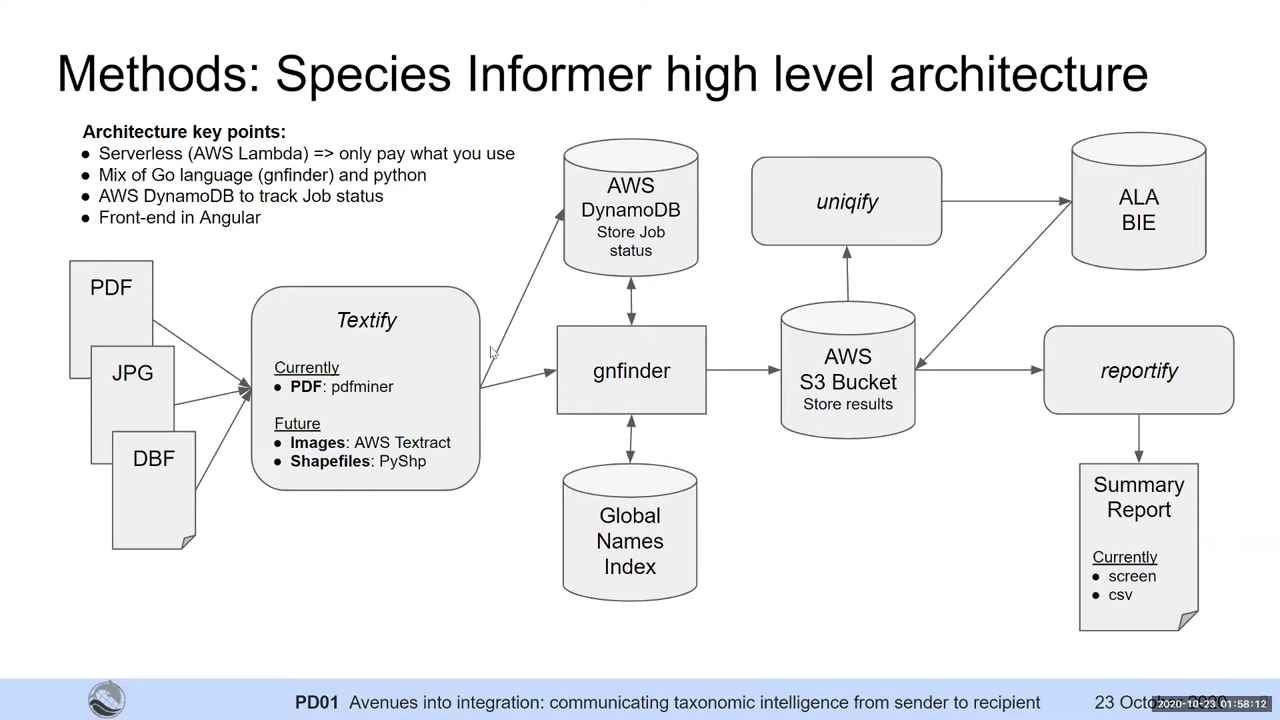 Methods: Species Informer high level architecture
Architecture key points:
● Serverless (AWS Lambda) => only pay what you use
● Mix of Go language (gnfinder) and python
● AWS DynamoDB to track Job status
● Front-end in Angular
PDF
JPG
DBF
Textify
Currently
● PDF: pdfminer
Future
● Images: AWS Textract
● Shapefiles: PyShp
AWS
DynamoDB
Store Job
status
gnfinder
Global
Names
Index
uniqify
AWS
S3 Bucket
Store results
ALA
BIE
reportify
Summary
Report
Currently
● screen
● csv
PD01 Avenues into integration: communicating taxonomic intelligence from sender to recipient
23 October 2020
2020-10-23 01:58:12